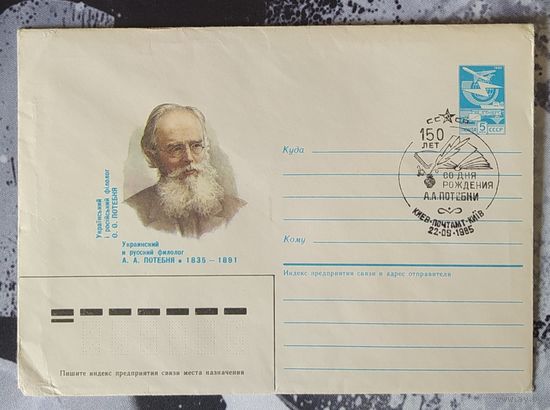 Український
і російський філолог
О. О. ПОТЕБНЯ
Украинский
и русский филолог
А. А. ПОТЕБНЯ • 1835 – 1891
ПОЧТА 5 СССР
СССР
150
ЛЕТ
СО ДНЯ
РОЖДЕНИЯ
А.А.ПОТЕБНИ
КИЕВ•ПОЧТАМТ•КИЇВ
22-09-1985
Куда
Кому
Индекс предприятия связи и адрес отправителя
Пишите индекс предприятия связи места назначения